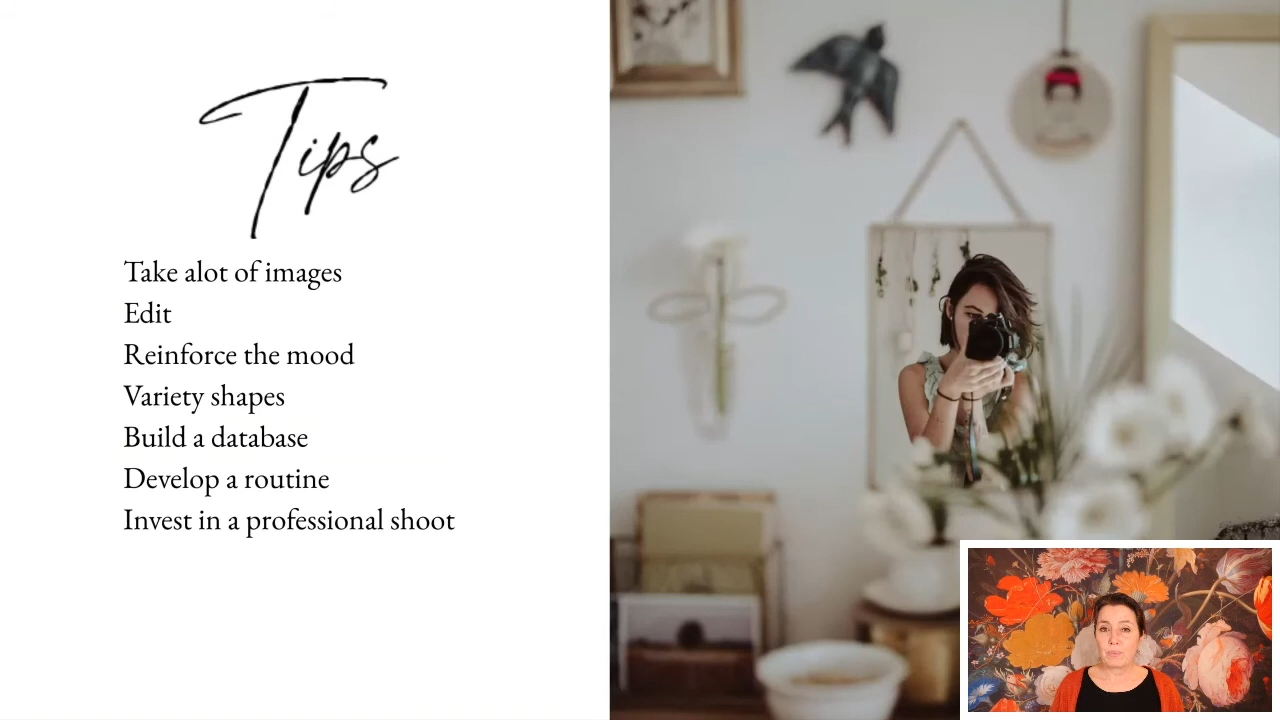 Tips
Take alot of images
Edit
Reinforce the mood
Variety shapes
Build a database
Develop a routine
Invest in a professional shoot